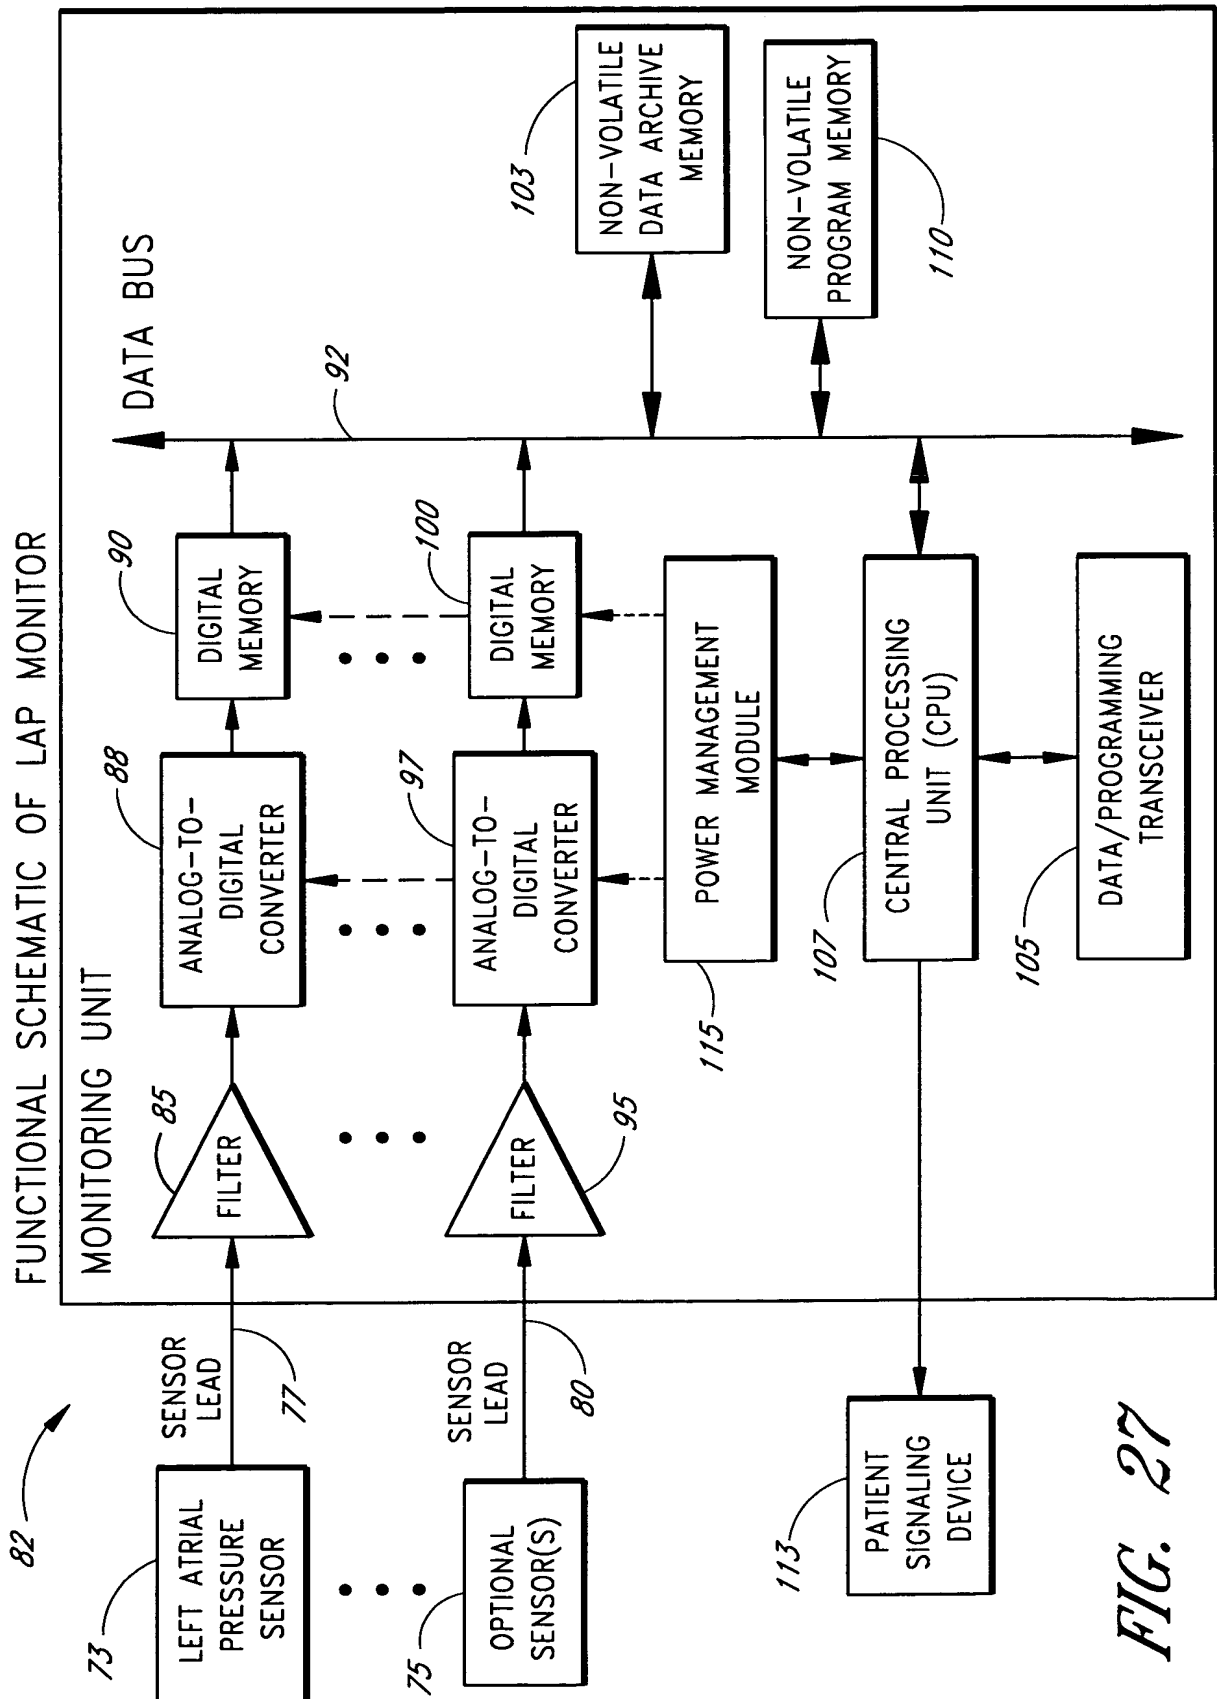 FUNCTIONAL SCHEMATIC OF LAP MONITOR
82
MONITORING UNIT
DATA BUS
73
LEFT ATRIAL
PRESSURE
SENSOR
SENSOR
LEAD
77
85
FILTER
88
ANALOG-TO-
DIGITAL
CONVERTER
90
DIGITAL
MEMORY
92
103
NON-VOLATILE
DATA ARCHIVE
MEMORY
75
OPTIONAL
SENSOR(S)
SENSOR
LEAD
80
FILTER
95
97
ANALOG-TO-
DIGITAL
CONVERTER
100
DIGITAL
MEMORY
NON-VOLATILE
PROGRAM MEMORY
110
115
POWER MANAGEMENT
MODULE
113
PATIENT
SIGNALING
DEVICE
107
CENTRAL PROCESSING
UNIT (CPU)
105
DATA/PROGRAMMING
TRANSCEIVER
FIG. 27